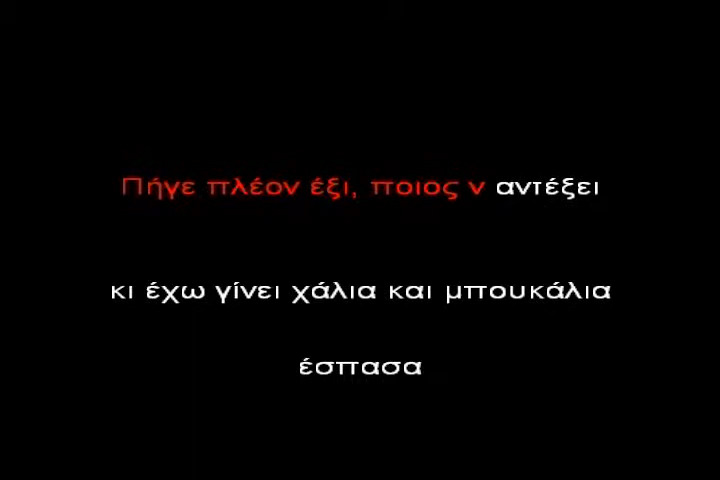 Πήγε πλέον έξι, ποιος ν αντέξει
κι έχω γίνει χάλια και μπουκάλια
έσπασα